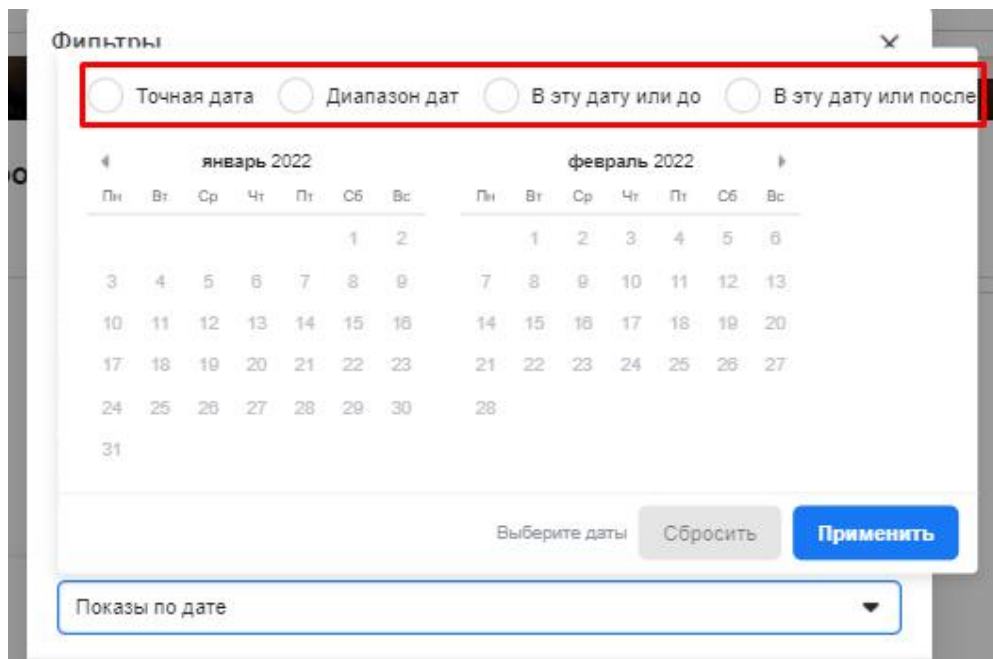 Фильтры
Точная дата Диапазон дат В эту дату или до В эту дату или после
январь 2022 февраль 2022
Пн Вт Ср Чт Пт Сб Вс Пн Вт Ср Чт Пт Сб Вс
1 2 1 2 3 4 5 6
3 4 5 6 7 8 9 7 8 9 10 11 12 13
10 11 12 13 14 15 16 14 15 16 17 18 19 20
17 18 19 20 21 22 23 21 22 23 24 25 26 27
24 25 26 27 28 29 30 28
31
Выберите даты Сбросить Применить
Показы по дате